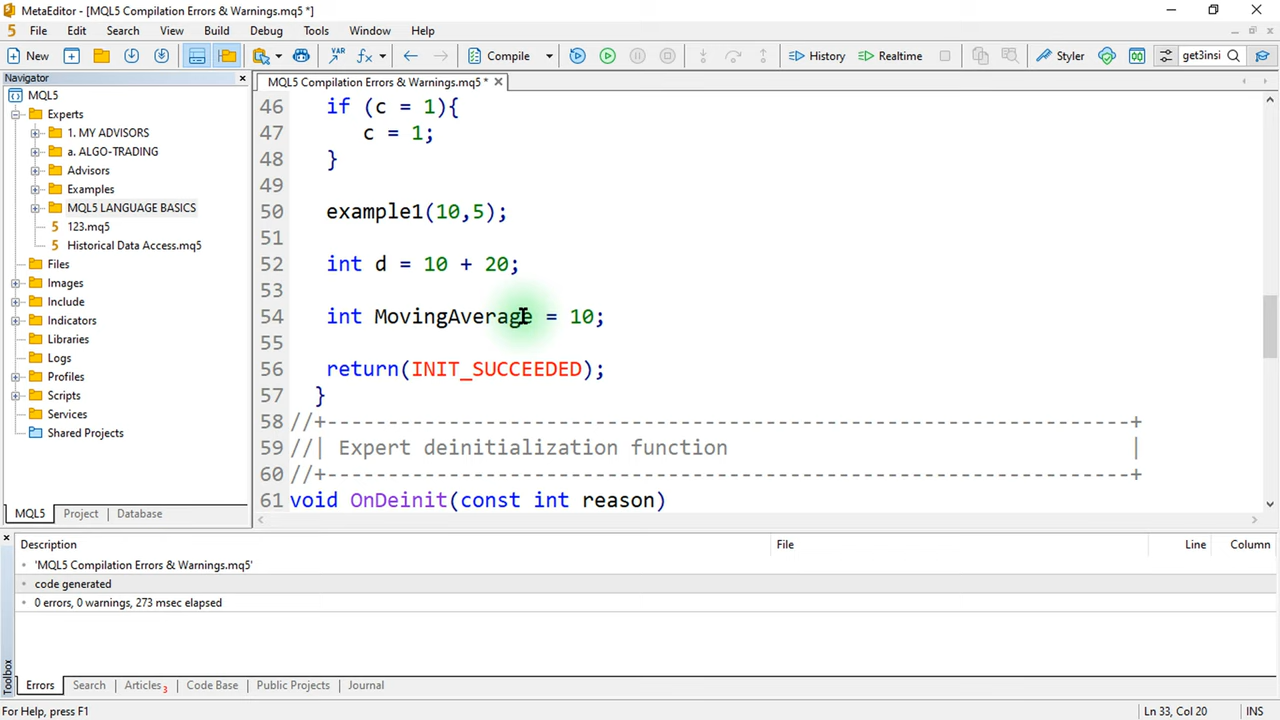 MetaEditor - [MQL5 Compilation Errors & Warnings.mq5 *]
5 File Edit Search View Build Debug Tools Window Help
New VAR fx Compile History Realtime Styler get3insi
Navigator
MQL5 Compilation Errors & Warnings.mq5 *
MQL5
Experts
1. MY ADVISORS
a. ALGO-TRADING
Advisors
Examples
MQL5 LANGUAGE BASICS
5 123.mq5
5 Historical Data Access.mq5
Files
Images
Include
Indicators
Libraries
Logs
Profiles
Scripts
Services
Shared Projects
MQL5 Project Database
46 if (c = 1){
47 c = 1;
48 }
49
50 example1(10,5);
51
52 int d = 10 + 20;
53
54 int MovingAverage = 10;
55
56 return(INIT_SUCCEEDED);
57 }
58 //+------------------------------------------------------------------+
59 //| Expert deinitialization function |
60 //+------------------------------------------------------------------+
61 void OnDeinit(const int reason)
Description File Line Column
'MQL5 Compilation Errors & Warnings.mq5'
code generated
0 errors, 0 warnings, 273 msec elapsed
Toolbox
Errors Search Articles 3 Code Base Public Projects Journal
For Help, press F1 Ln 33, Col 20 INS